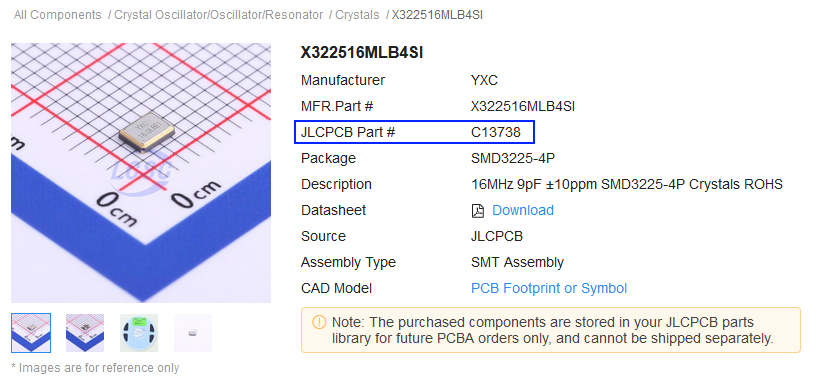 All Components / Crystal Oscillator/Oscillator/Resonator / Crystals / X322516MLB4SI
X322516MLB4SI
Manufacturer YXC
MFR.Part # X322516MLB4SI
JLCPCB Part # C13738
Package SMD3225-4P
Description 16MHz 9pF ±10ppm SMD3225-4P Crystals ROHS
Datasheet Download
Source JLCPCB
Assembly Type SMT Assembly
CAD Model PCB Footprint or Symbol
Note: The purchased components are stored in your JLCPCB parts
library for future PCBA orders only, and cannot be shipped separately.
YXC
LCSC
cm
0cm
0cm
* Images are for reference only